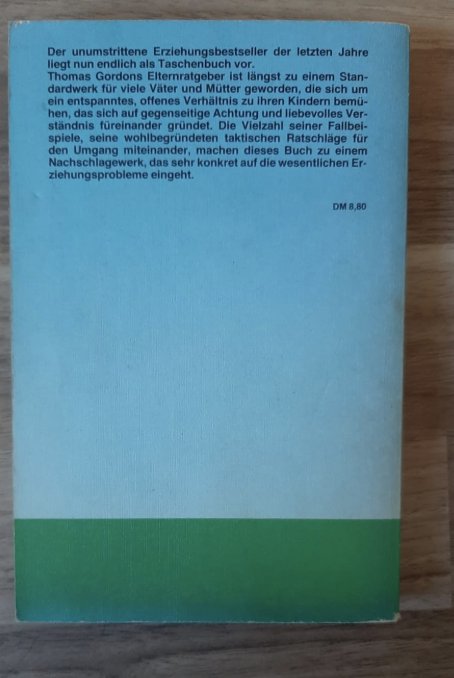 Der unumstrittene Erziehungsbestseller der letzten Jahre
liegt nun endlich als Taschenbuch vor.
Thomas Gordons Elternratgeber ist längst zu einem Stan-
dardwerk für viele Väter und Mütter geworden, die sich um
ein entspanntes, offenes Verhältnis zu ihren Kindern bemü-
hen, das sich auf gegenseitige Achtung und liebevolles Ver-
ständnis füreinander gründet. Die Vielzahl seiner Fallbei-
spiele, seine wohlbegründeten taktischen Ratschläge für
den Umgang miteinander, machen dieses Buch zu einem
Nachschlagewerk, das sehr konkret auf die wesentlichen Er-
ziehungsprobleme eingeht.
DM 8,80